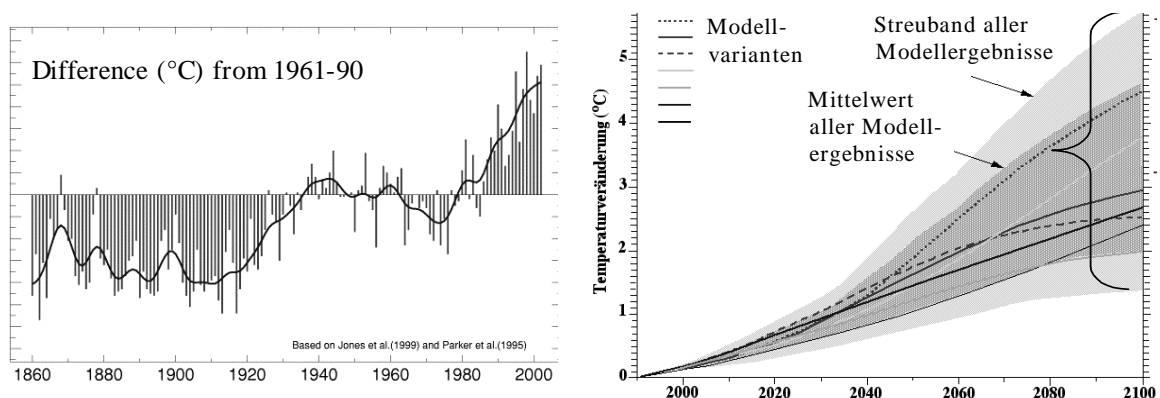 Difference (°C) from 1961-90
Based on Jones et al.(1999) and Parker et al.(1995)
1860 1880 1900 1920 1940 1960 1980 2000
Modell-
varianten
Streuband aller
Modellergebnisse
Mittelwert
aller Modell-
ergebnisse
Temperaturveränderung (°C)
5
4
3
2
1
0
2000 2020 2040 2060 2080 2100